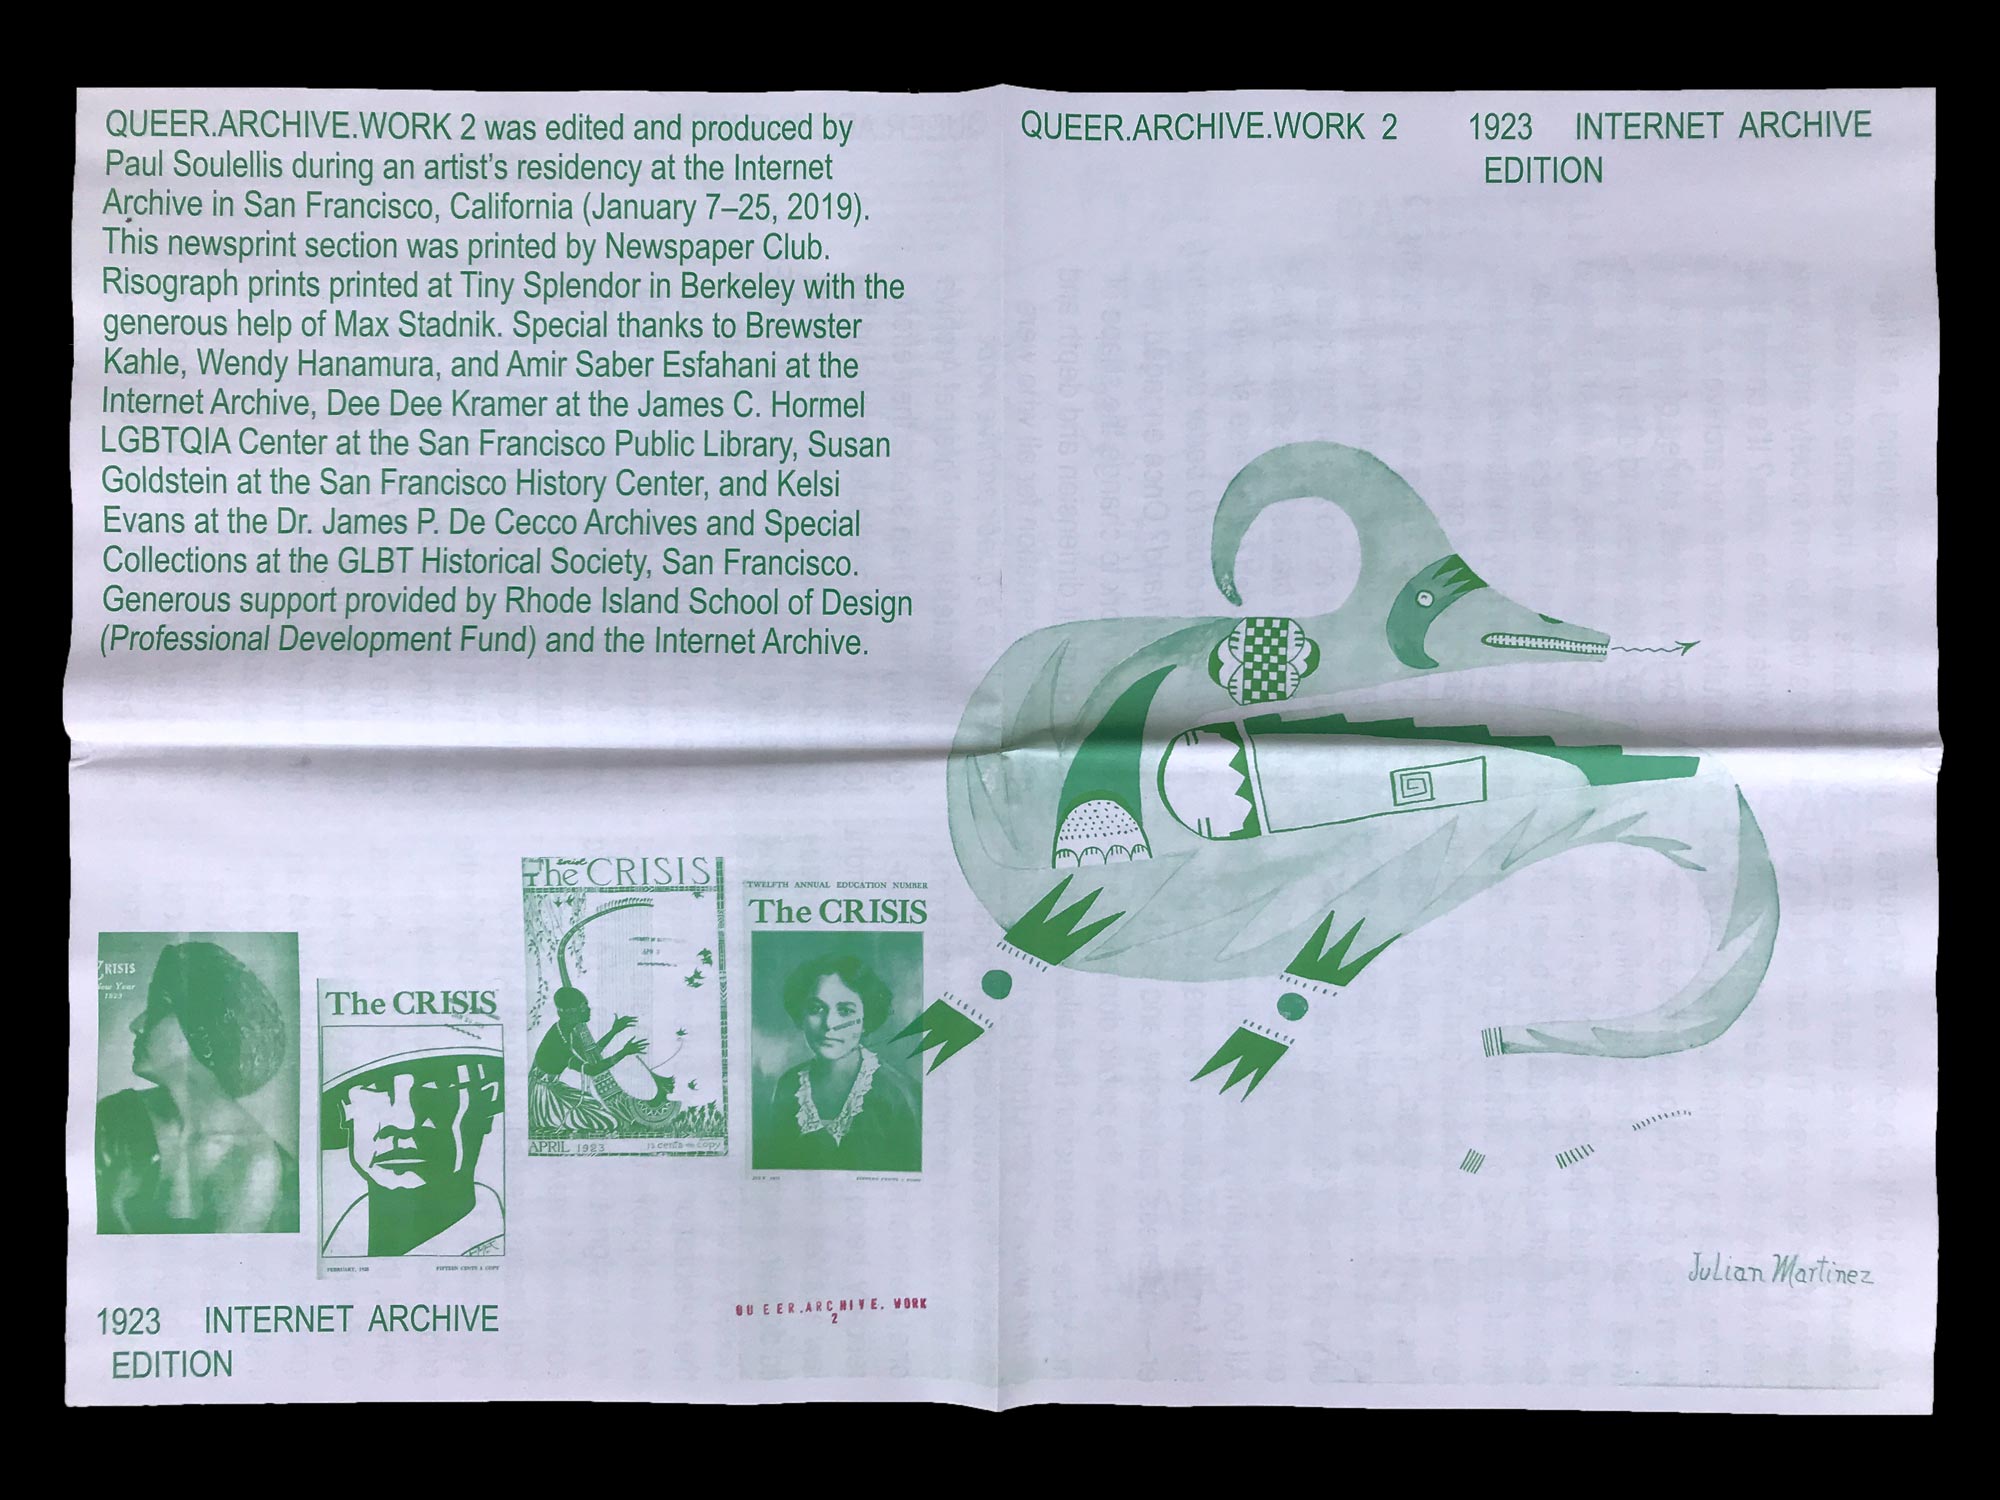 QUEER.ARCHIVE.WORK 2 was edited and produced by
Paul Soulellis during an artist's residency at the Internet
Archive in San Francisco, California (January 7–25, 2019).
This newsprint section was printed by Newspaper Club.
Risograph prints printed at Tiny Splendor in Berkeley with the
generous help of Max Stadnik. Special thanks to Brewster
Kahle, Wendy Hanamura, and Amir Saber Esfahani at the
Internet Archive, Dee Dee Kramer at the James C. Hormel
LGBTQIA Center at the San Francisco Public Library, Susan
Goldstein at the San Francisco History Center, and Kelsi
Evans at the Dr. James P. De Cecco Archives and Special
Collections at the GLBT Historical Society, San Francisco.
Generous support provided by Rhode Island School of Design
(Professional Development Fund) and the Internet Archive.
CRISIS
New Year
1923
The CRISIS
FEBRUARY, 1923
FIFTEEN CENTS A COPY
The CRISIS
APRIL 1923
15 cents a copy
TWELFTH ANNUAL EDUCATION NUMBER
The CRISIS
1923 INTERNET ARCHIVE
EDITION
QUEER.ARCHIVE.WORK
2
QUEER.ARCHIVE.WORK 2 1923 INTERNET ARCHIVE
EDITION
Julian Martinez